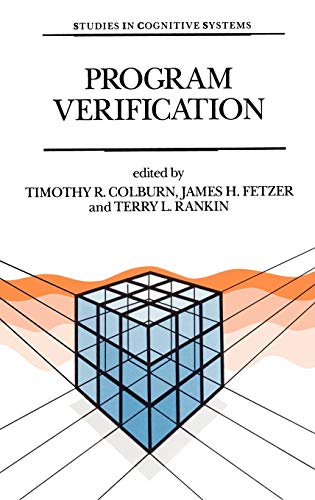 STUDIES IN COGNITIVE SYSTEMS
PROGRAM
VERIFICATION
edited by
TIMOTHY R. COLBURN, JAMES H. FETZER
and TERRY L. RANKIN